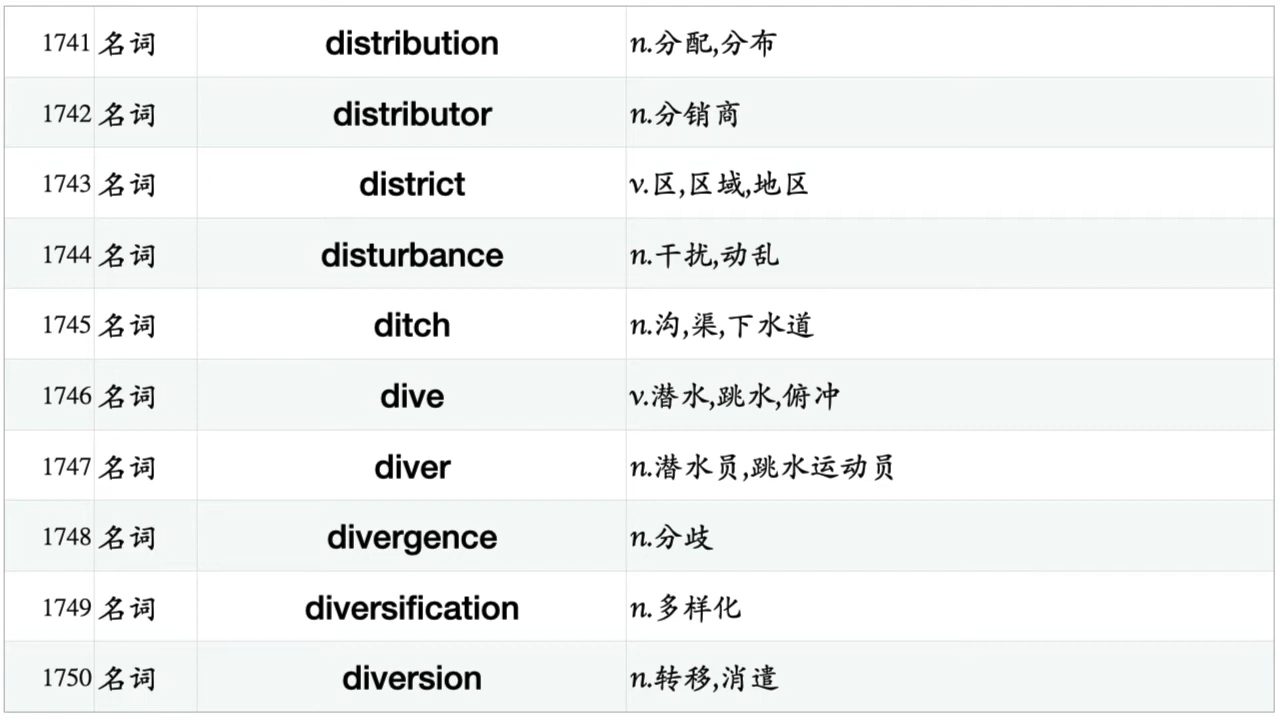 1741 名词 distribution n.分配,分布
1742 名词 distributor n.分销商
1743 名词 district v.区,区域,地区
1744 名词 disturbance n.干扰,动乱
1745 名词 ditch n.沟,渠,下水道
1746 名词 dive v.潜水,跳水,俯冲
1747 名词 diver n.潜水员,跳水运动员
1748 名词 divergence n.分歧
1749 名词 diversification n.多样化
1750 名词 diversion n.转移,消遣